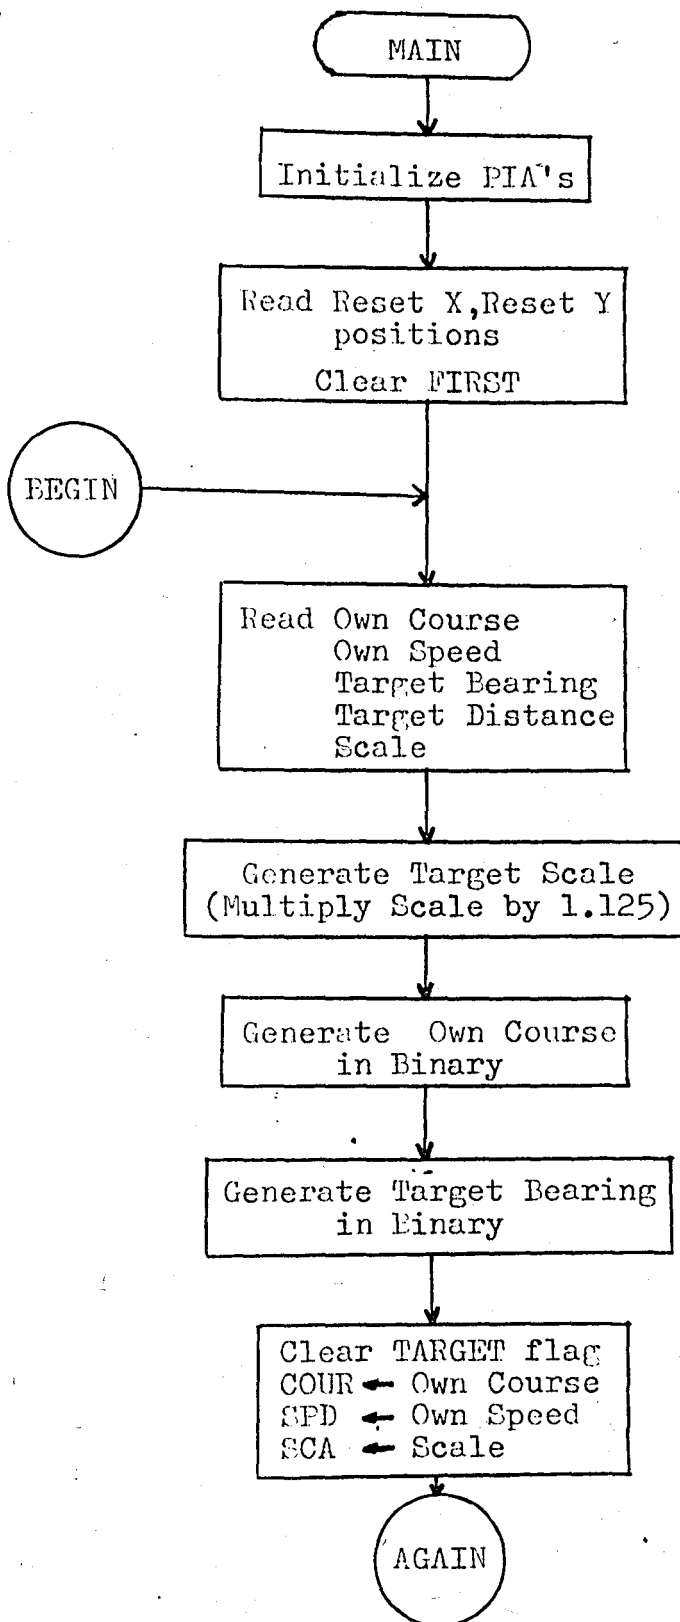 MAIN
Initialize PIA's
Read Reset X,Reset Y
positions
Clear FIRST
BEGIN
Read Own Course
Own Speed
Target Bearing
Target Distance
Scale
Generate Target Scale
(Multiply Scale by 1.125)
Generate Own Course
in Binary
Generate Target Bearing
in Binary
Clear TARGET flag
COUR ← Own Course
SPD ← Own Speed
SCA ← Scale
AGAIN